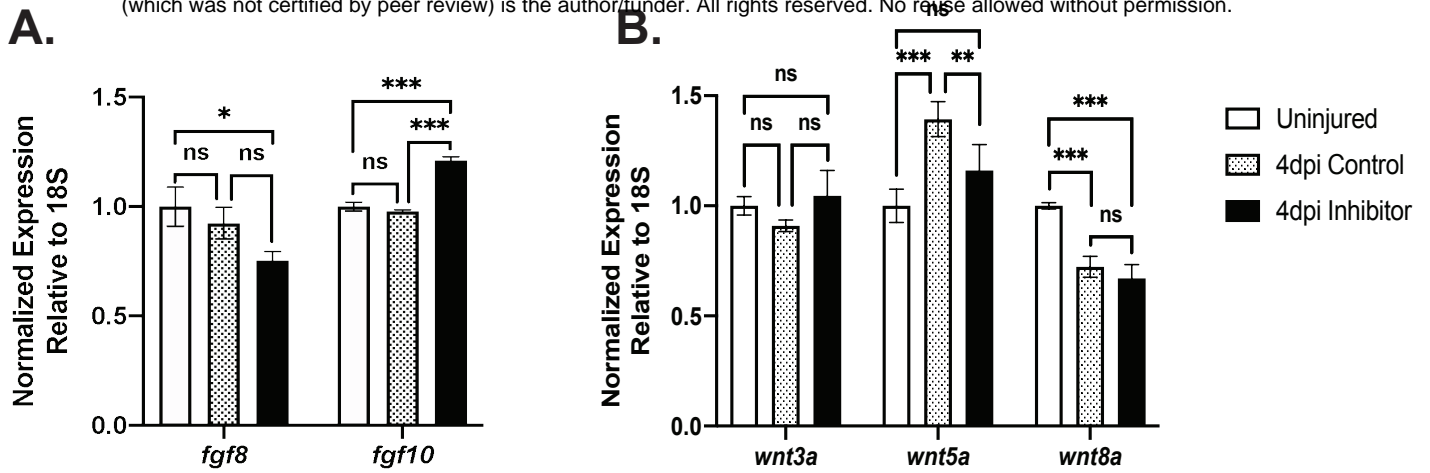 (which was not certified by peer review) is the author/funder. All rights reserved. No reuse allowed without permission.
A.
Normalized Expression
Relative to 18S
1.5
1.0
0.5
0.0
*
ns
ns
***
ns
***
fgf8
fgf10
B.
Normalized Expression
Relative to 18S
1.5
1.0
0.5
0.0
ns
ns
ns
ns
***
**
***
***
ns
wnt3a
wnt5a
wnt8a
Uninjured
4dpi Control
4dpi Inhibitor